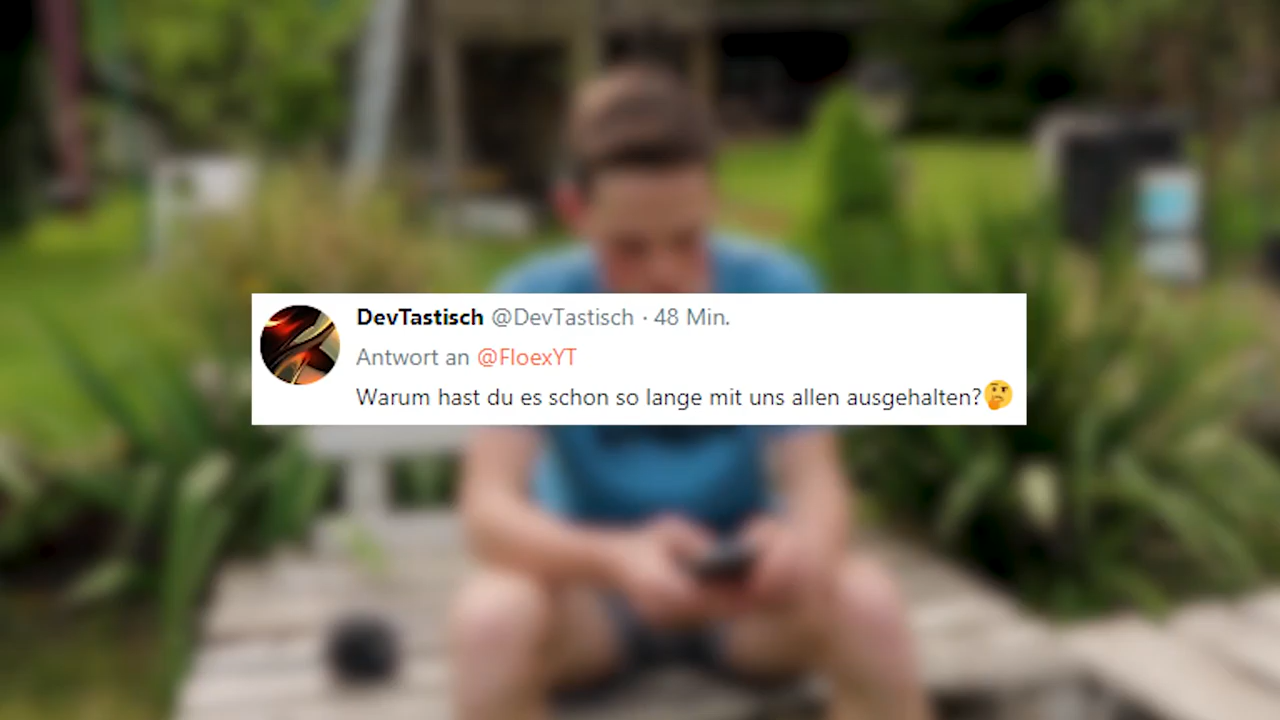 DevTastisch @DevTastisch · 48 Min.
Antwort an @FloexYT
Warum hast du es schon so lange mit uns allen ausgehalten?🤔